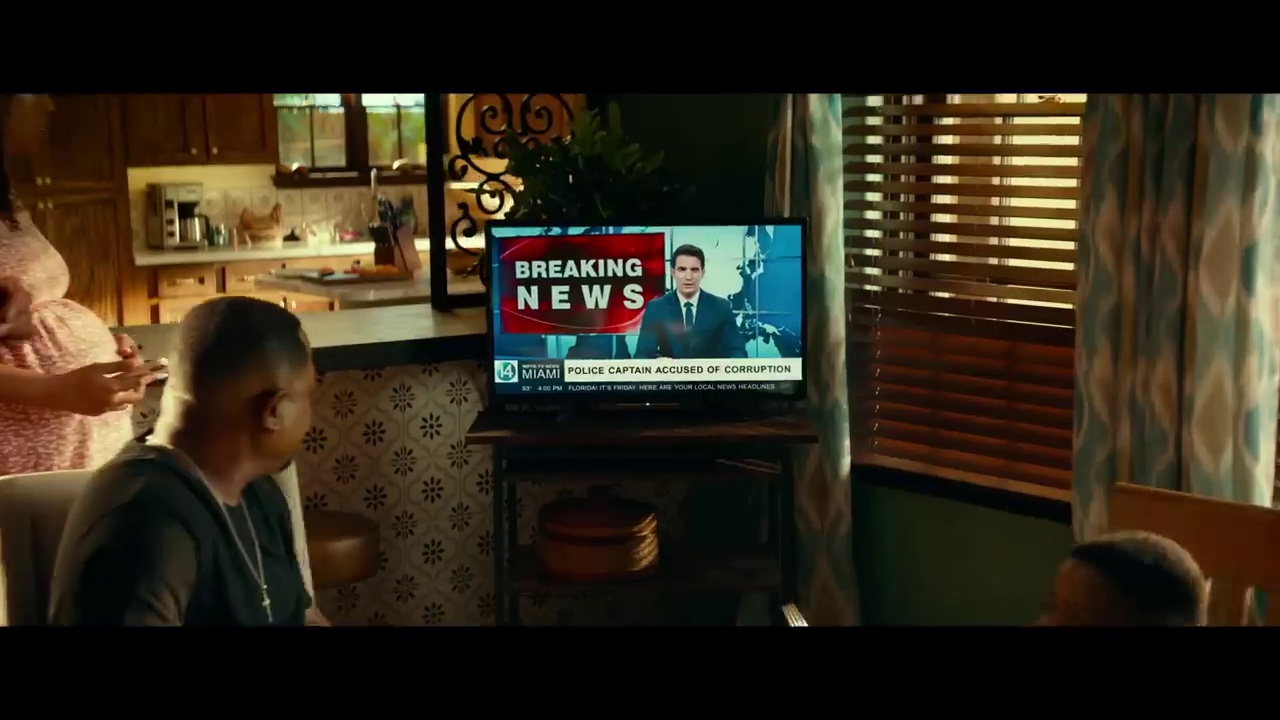 BREAKING
NEWS
14
MIAMI
POLICE CAPTAIN ACCUSED OF CORRUPTION
93° 4:00 PM FLORIDA! IT'S FRIDAY. HERE ARE YOUR LOCAL NEWS HEADLINES